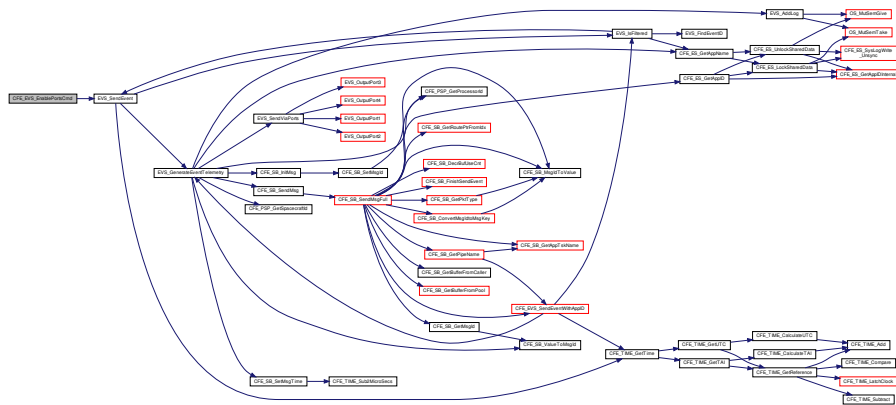 CFE_EVS_EnablePortsCmd
EVS_SendEvent
EVS_GenerateEventTelemetry
EVS_SendViaPorts
CFE_SB_InitMsg
CFE_SB_SendMsg
CFE_PSP_GetSpacecraftId
CFE_SB_SetMsgTime
EVS_OutputPort3
EVS_OutputPort4
EVS_OutputPort1
EVS_OutputPort2
CFE_SB_SetMsgId
CFE_SB_SendMsgFull
CFE_TIME_Sub2MicroSecs
CFE_PSP_GetProcessorId
CFE_SB_GetRoutePtrFromIdx
CFE_SB_DecrBufUseCnt
CFE_SB_FinishSendEvent
CFE_SB_GetPktType
CFE_SB_ConvertMsgIdtoMsgKey
CFE_SB_GetPipeName
CFE_SB_GetBufferFromCaller
CFE_SB_GetBufferFromPool
CFE_SB_GetMsgId
CFE_SB_MsgIdToValue
CFE_SB_GetAppTskName
CFE_EVS_SendEventWithAppID
CFE_SB_ValueToMsgId
EVS_IsFiltered
CFE_TIME_GetTime
EVS_FindEventID
CFE_ES_GetAppName
CFE_ES_GetAppID
CFE_TIME_GetUTC
CFE_TIME_GetTAI
EVS_AddLog
CFE_ES_UnlockSharedData
CFE_ES_LockSharedData
CFE_TIME_CalculateUTC
CFE_TIME_CalculateTAI
CFE_TIME_GetReference
OS_MutSemGive
OS_MutSemTake
CFE_ES_SysLogWrite
_Unsync
CFE_ES_GetAppIDInternal
CFE_TIME_Add
CFE_TIME_Compare
CFE_TIME_LatchClock
CFE_TIME_Subtract